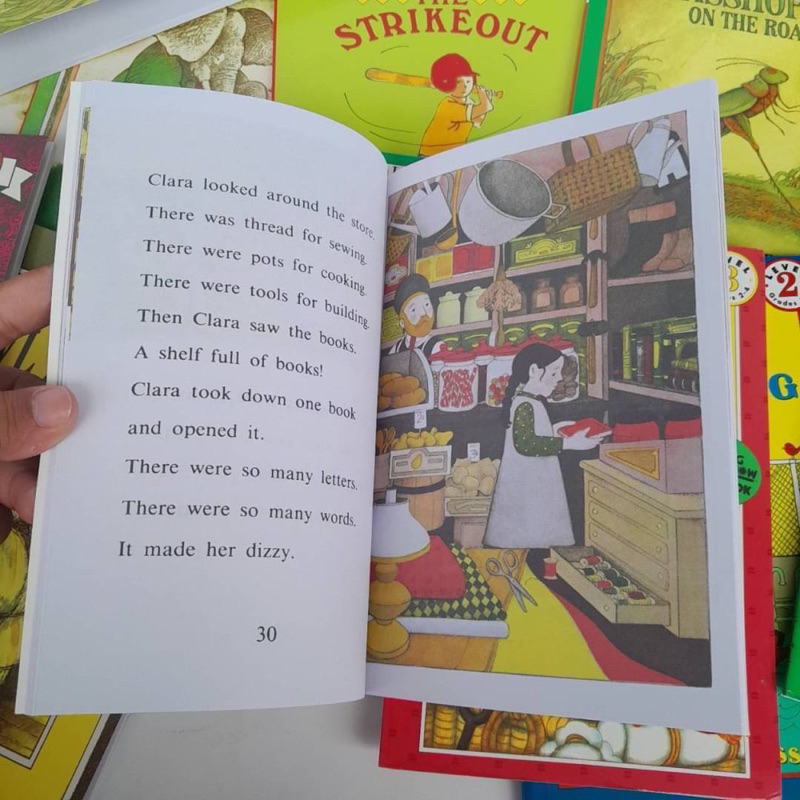 THE
STRIKEOUT
ON THE ROA
Clara looked around the store.
There was thread for sewing.
There were pots for cooking.
There were tools for building.
Then Clara saw the books.
A shelf full of books!
Clara took down one book
and opened it.
There were so many letters.
There were so many words.
It made her dizzy.
30
LEVEL
2
Grades
G